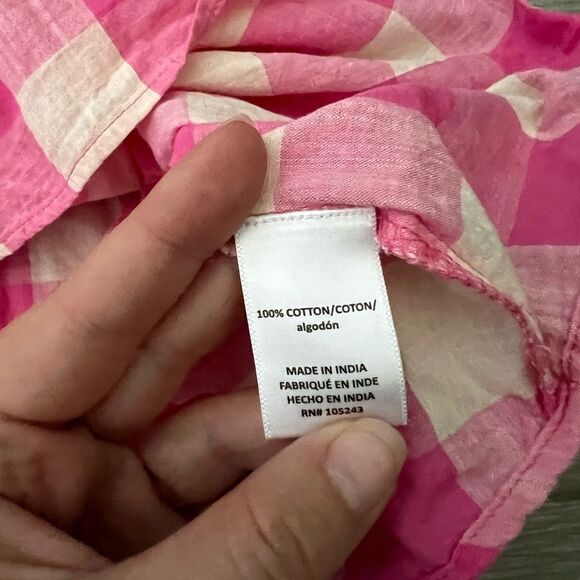 100% COTTON/COTON/
algodón
MADE IN INDIA
FABRIQUÉ EN INDE
HECHO EN INDIA
RN# 105243